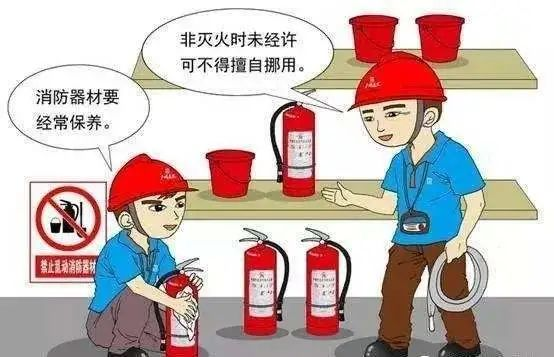 非灭火时未经许
可不得擅自挪用。
消防器材要
经常保养。
禁止乱动消防器材